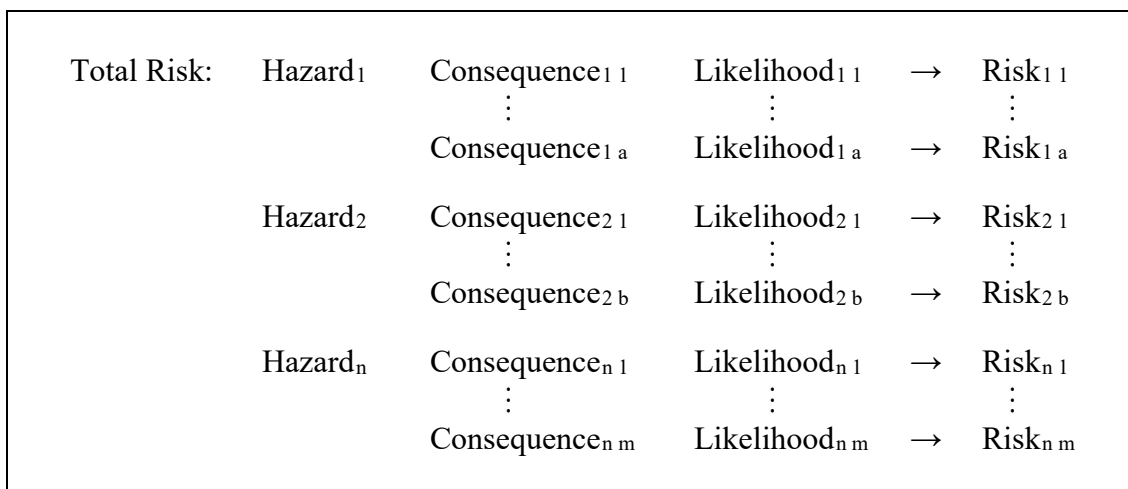 Total Risk: Hazard₁ Consequence₁ ₁ Likelihood₁ ₁ → Risk₁ ₁
⋮ ⋮ ⋮
Consequence₁ ₐ Likelihood₁ ₐ → Risk₁ ₐ
Hazard₂ Consequence₂ ₁ Likelihood₂ ₁ → Risk₂ ₁
⋮ ⋮ ⋮
Consequence₂ b Likelihood₂ b → Risk₂ b
Hazardₙ Consequenceₙ ₁ Likelihoodₙ ₁ → Riskₙ ₁
⋮ ⋮ ⋮
Consequenceₙ ₘ Likelihoodₙ ₘ → Riskₙ ₘ